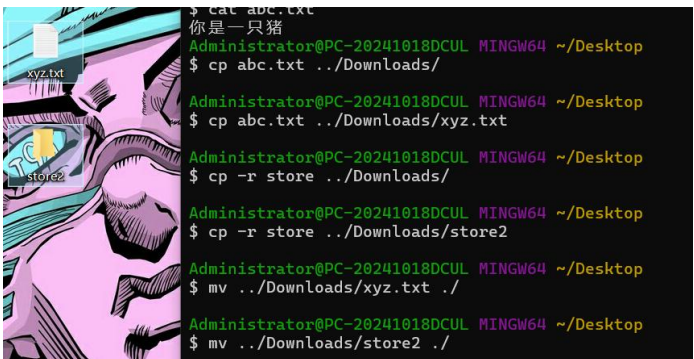 $ cat abc.txt
你是一只猪
Administrator@PC-20241018DCUL MINGW64 ~/Desktop
$ cp abc.txt ../Downloads/
Administrator@PC-20241018DCUL MINGW64 ~/Desktop
$ cp abc.txt ../Downloads/xyz.txt
Administrator@PC-20241018DCUL MINGW64 ~/Desktop
$ cp -r store ../Downloads/
Administrator@PC-20241018DCUL MINGW64 ~/Desktop
$ cp -r store ../Downloads/store2
Administrator@PC-20241018DCUL MINGW64 ~/Desktop
$ mv ../Downloads/xyz.txt ./
Administrator@PC-20241018DCUL MINGW64 ~/Desktop
$ mv ../Downloads/store2 ./
xyz.txt
store2